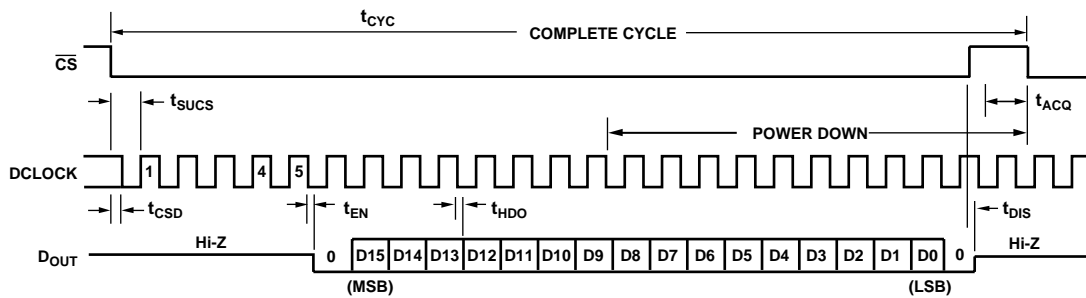 tCYC
COMPLETE CYCLE
CS
tSUCS
tACQ
POWER DOWN
DCLOCK
1
4
5
tCSD
tEN
tHDO
tDIS
Hi-Z
Hi-Z
DOUT
0
D15
D14
D13
D12
D11
D10
D9
D8
D7
D6
D5
D4
D3
D2
D1
D0
0
(MSB)
(LSB)